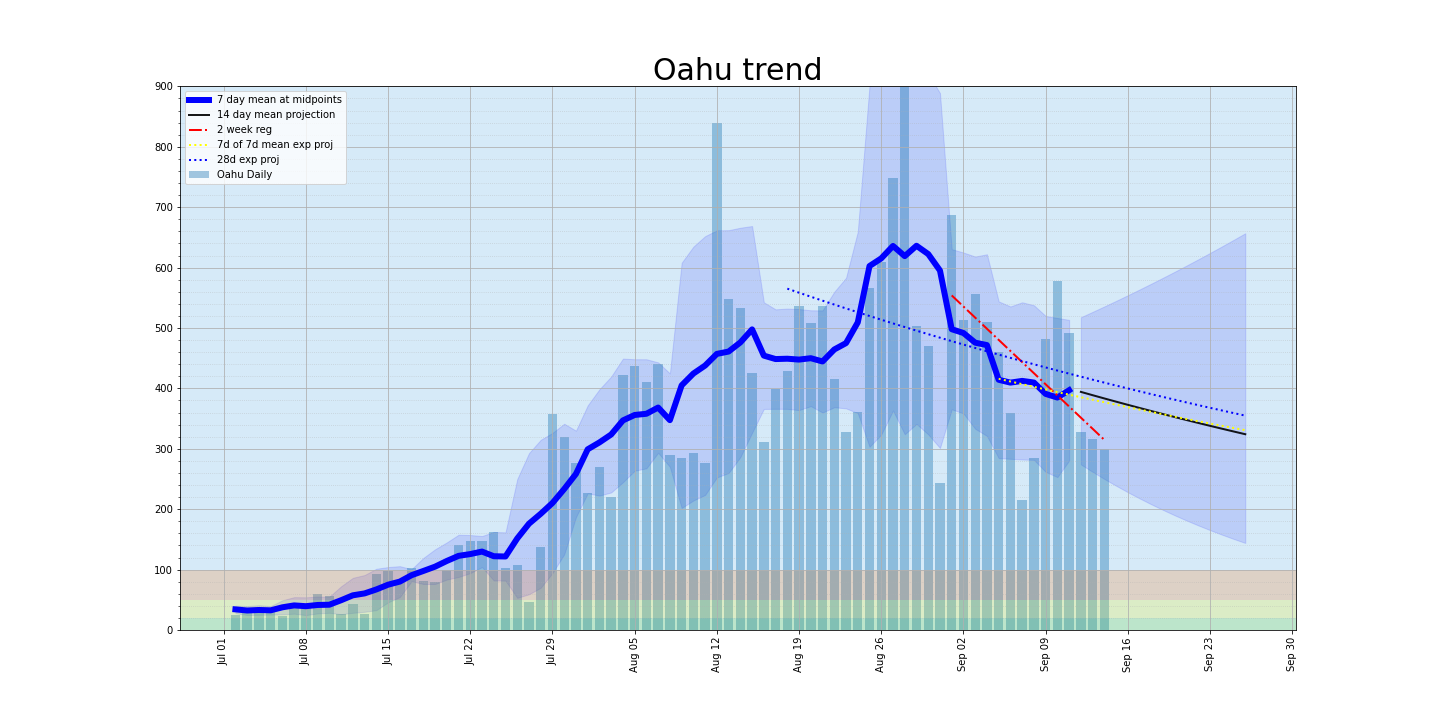 Oahu trend
900
800
700
600
500
400
300
200
100
0
7 day mean at midpoints
14 day mean projection
2 week reg
7d of 7d mean exp proj
28d exp proj
Oahu Daily
Jul 01
Jul 08
Jul 15
Jul 22
Jul 29
Aug 05
Aug 12
Aug 19
Aug 26
Sep 02
Sep 09
Sep 16
Sep 23
Sep 30